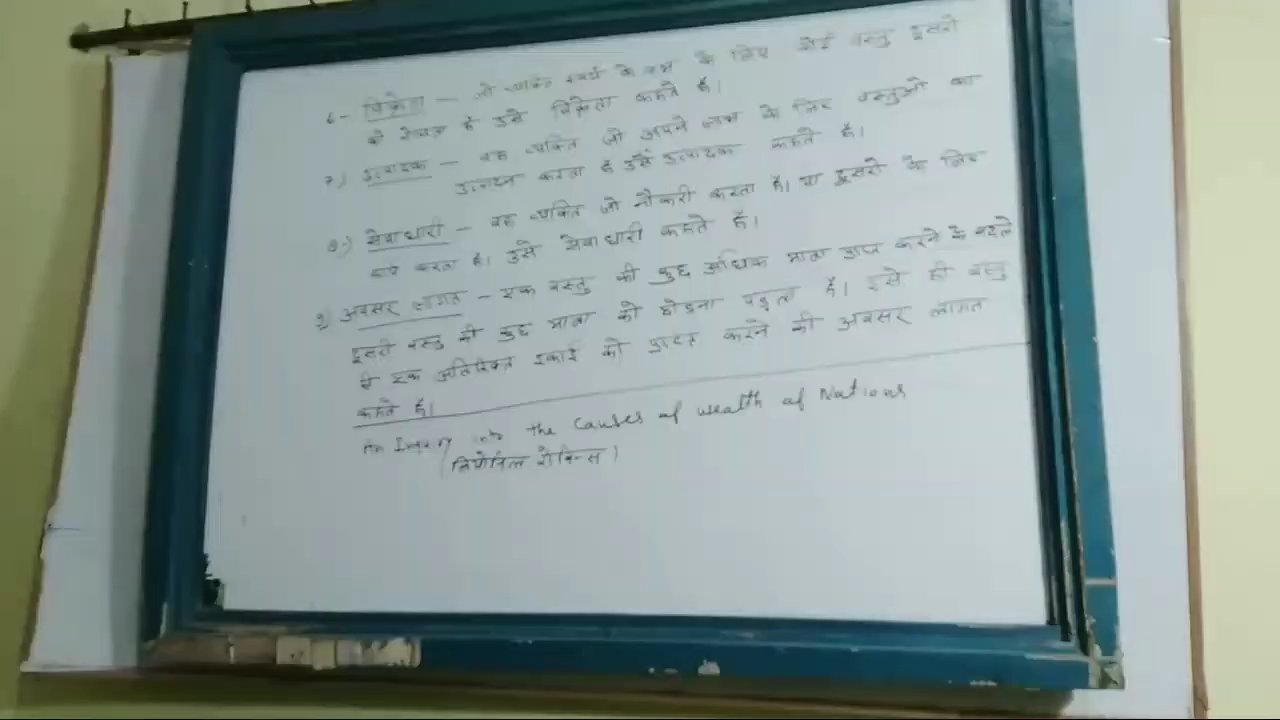 6- विक्रेता - जो व्यक्ति स्वयं के लाभ के लिए कोई वस्तु दूसरो
को बेचता है उसे विक्रेता कहते हैं।
7.) उत्पादक - वह व्यक्ति जो अपने लाभ के लिए वस्तुओ का
उत्पादन करता है उसे उत्पादक कहते हैं।
8.) सेवाधारी - वह व्यक्ति जो नौकरी करता है। या दूसरो के लिए
कार्य करता है। उसे सेवाधारी कहते हैं।
9) अवसर लागत - एक वस्तु की कुछ अधिक मात्रा प्राप्त करने के बदले
दूसरी वस्तु की कुछ मात्रा को छोडना पड़ता है। इसे ही वस्तु
की एक अतिरिक्त इकाई को प्राप्त करने की अवसर लागत
कहते हैं।
An into the Causes of Wealth of Nations
रॉबिन्स)